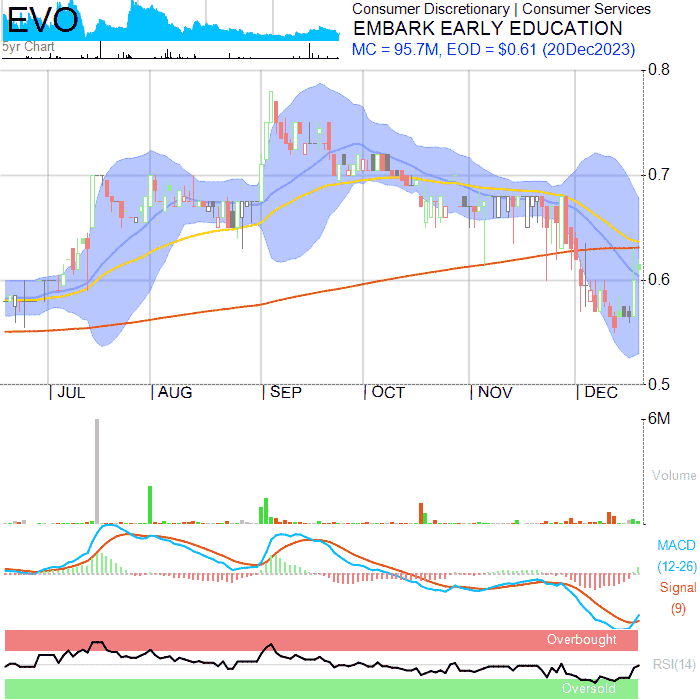 EVO
5yr Chart
Consumer Discretionary | Consumer Services
EMBARK EARLY EDUCATION
MC = 95.7M, EOD = $0.61 (20Dec2023)
0.8
0.7
0.6
0.5
JUL AUG SEP OCT NOV DEC
6M
Volume
MACD
(12-26)
Signal
(9)
Overbought
RSI(14)
Oversold